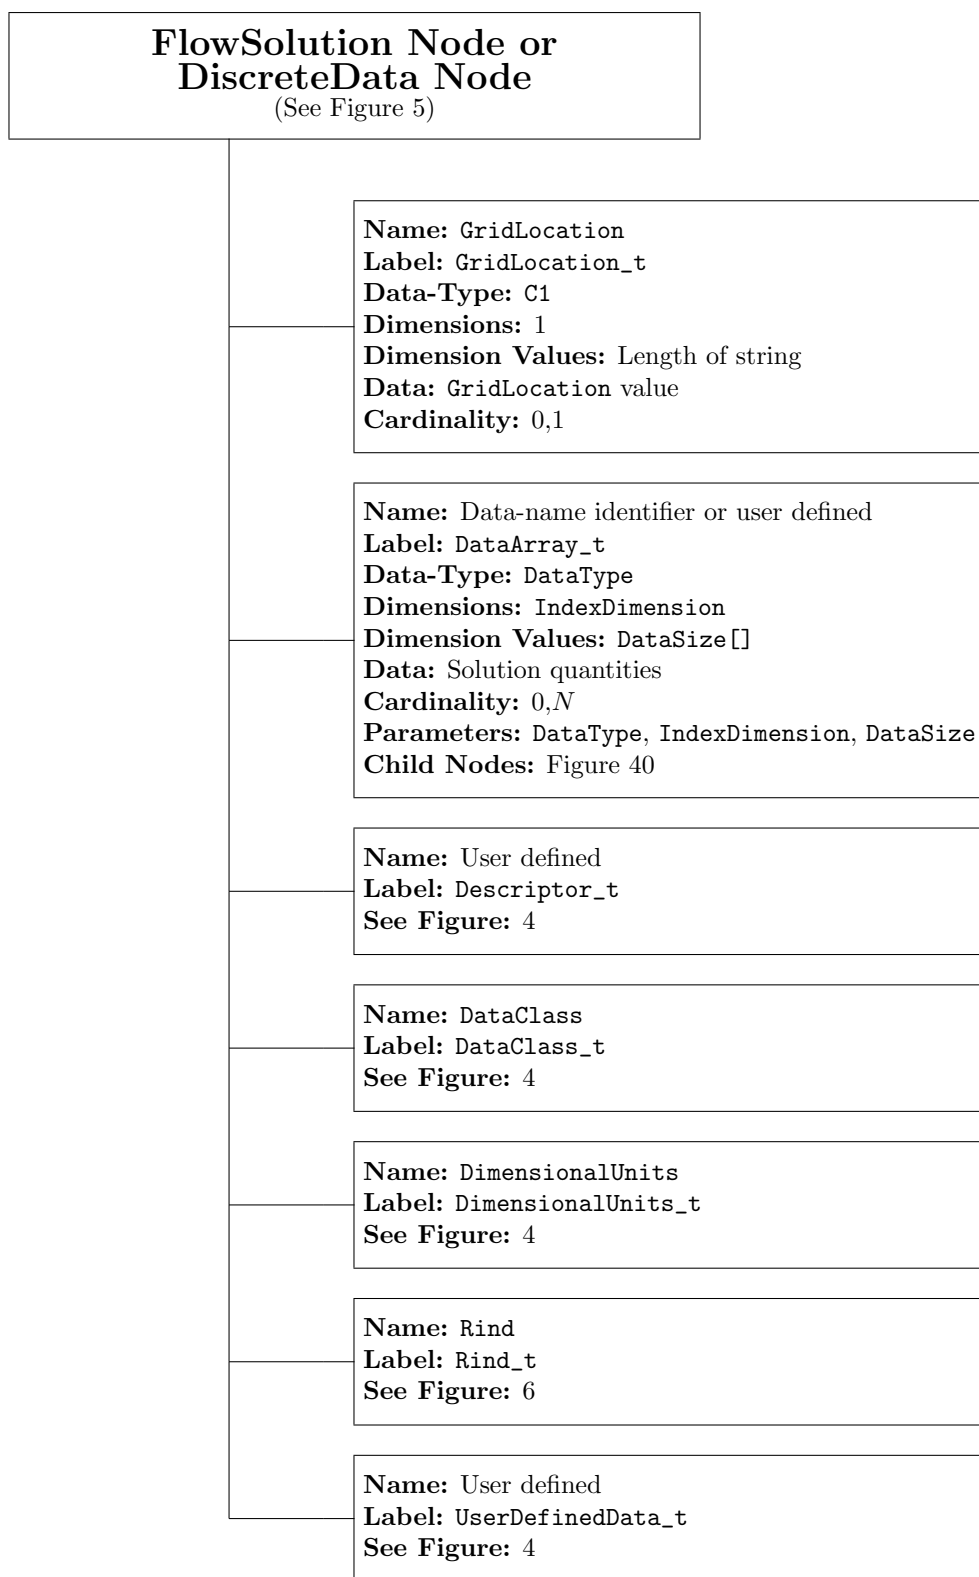 FlowSolution Node or
DiscreteData Node
(See Figure 5)
Name: GridLocation
Label: GridLocation_t
Data-Type: C1
Dimensions: 1
Dimension Values: Length of string
Data: GridLocation value
Cardinality: 0,1
Name: Data-name identifier or user defined
Label: DataArray_t
Data-Type: DataType
Dimensions: IndexDimension
Dimension Values: DataSize[]
Data: Solution quantities
Cardinality: 0,N
Parameters: DataType, IndexDimension, DataSize
Child Nodes: Figure 40
Name: User defined
Label: Descriptor_t
See Figure: 4
Name: DataClass
Label: DataClass_t
See Figure: 4
Name: DimensionalUnits
Label: DimensionalUnits_t
See Figure: 4
Name: Rind
Label: Rind_t
See Figure: 6
Name: User defined
Label: UserDefinedData_t
See Figure: 4